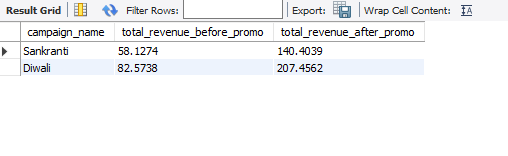 Result Grid Filter Rows: Export: Wrap Cell Content:
campaign_name total_revenue_before_promo total_revenue_after_promo
Sankranti 58.1274 140.4039
Diwali 82.5738 207.4562